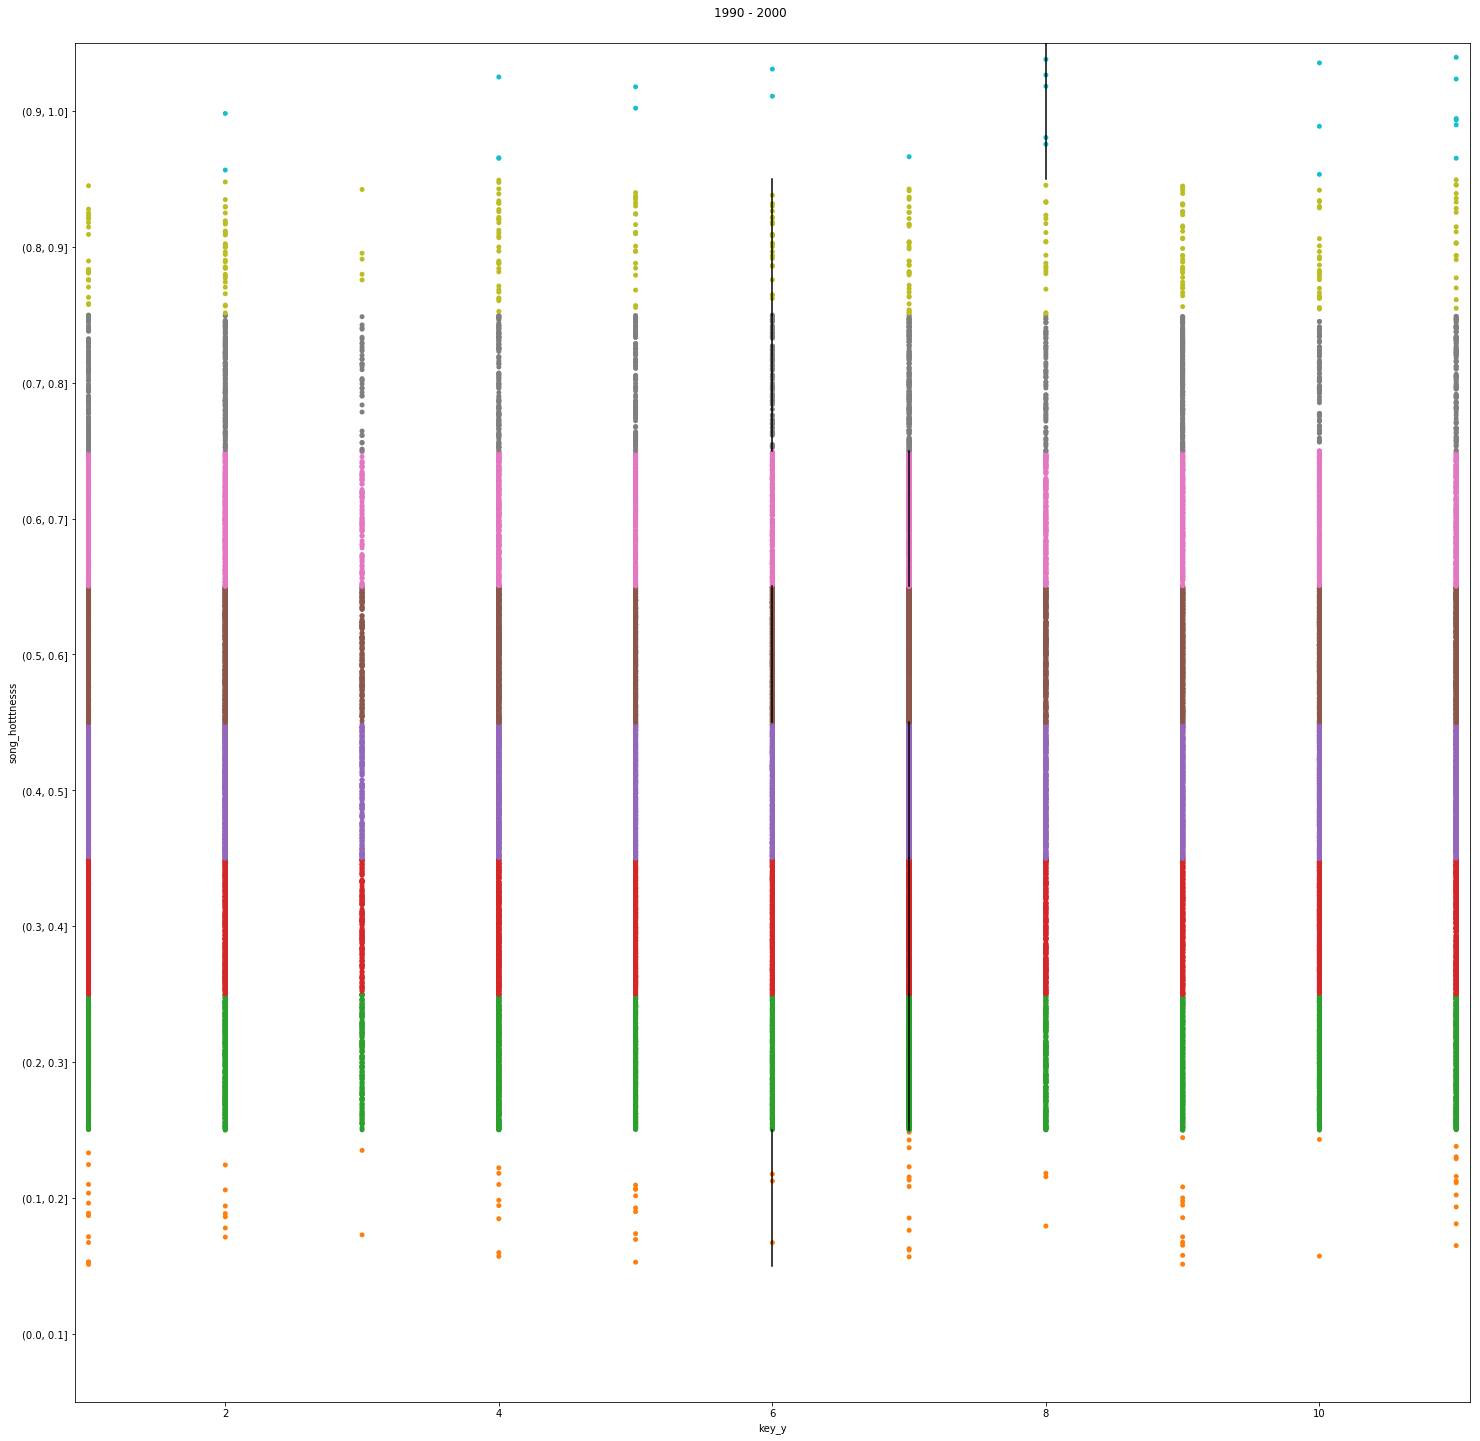 1990 - 2000
(0.9, 1.0]
(0.8, 0.9]
(0.7, 0.8]
(0.6, 0.7]
(0.5, 0.6]
(0.4, 0.5]
(0.3, 0.4]
(0.2, 0.3]
(0.1, 0.2]
(0.0, 0.1]
song_hotttnesss
2 4 6 8 10
key_y